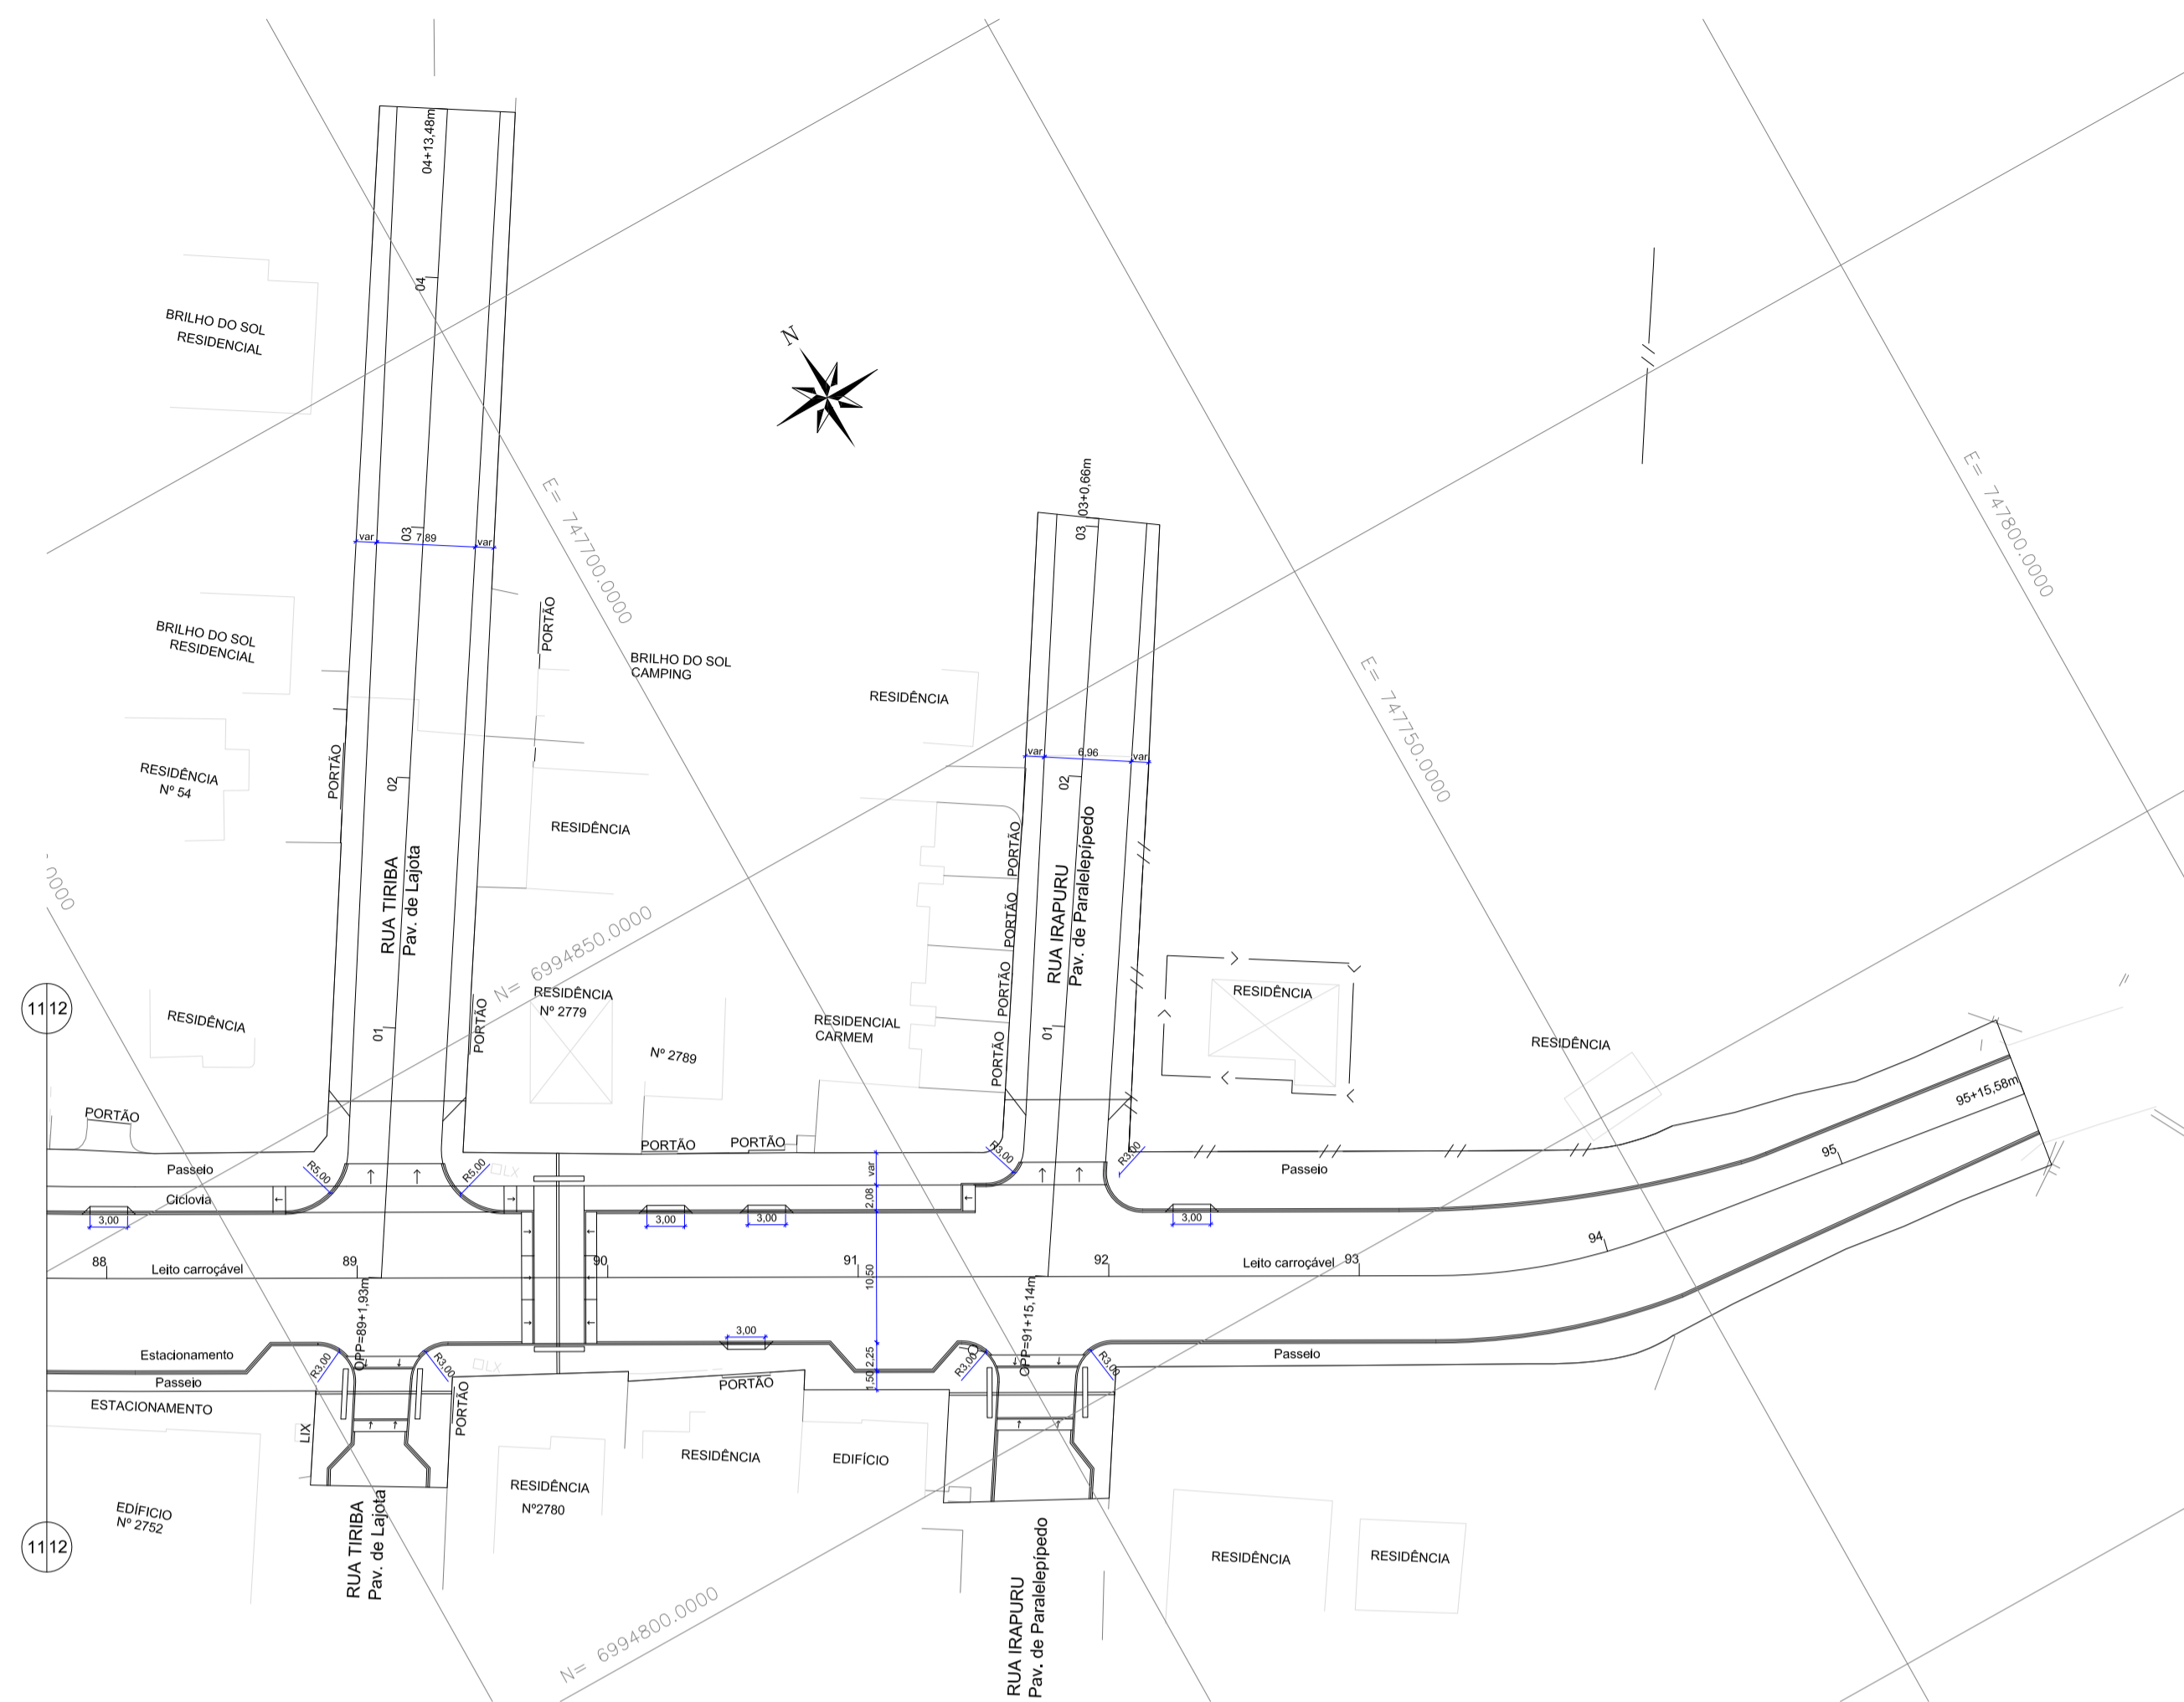 04+13,48m
04
BRILHO DO SOL
RESIDENCIAL
N
E= 747700.0000
E= 747750.0000
E= 747800.0000
03+0,66m
03
03
var
7,89
var
BRILHO DO SOL
RESIDENCIAL
PORTÃO
BRILHO DO SOL
CAMPING
RESIDÊNCIA
var
6,96
var
PORTÃO
RESIDÊNCIA
Nº 54
02
02
RESIDÊNCIA
RUA TIRIBA
Pav. de Lajota
RUA IRAPURU
Pav. de Paralelepípedo
PORTÃO
PORTÃO
PORTÃO
PORTÃO
0000
N= 6994850.0000
11
12
RESIDÊNCIA
01
PORTÃO
RESIDÊNCIA
Nº 2779
Nº 2789
RESIDENCIAL
CARMEM
01
RESIDÊNCIA
RESIDÊNCIA
PORTÃO
PORTÃO
PORTÃO
95+15,58m
95
Passeio
R5,00
R5,00
LX
var
R3,00
R3,00
Passeio
Ciclovia
2,08
3,00
3,00
3,00
3,00
94
88
Leito carroçável
89
90
91
10,50
92
Leito carroçável
93
OPP=89+1,93m
OPP=91+15,14m
3,00
Estacionamento
R3,00
R3,00
LX
2,25
R3,00
R3,00
Passeio
Passeio
1,50
PORTÃO
ESTACIONAMENTO
LIX
PORTÃO
RESIDÊNCIA
EDIFÍCIO
RESIDÊNCIA
Nº2780
EDÍFICIO
Nº 2752
11
12
RUA TIRIBA
Pav. de Lajota
RESIDÊNCIA
RESIDÊNCIA
N= 6994800.0000
RUA IRAPURU
Pav. de Paralelepípedo